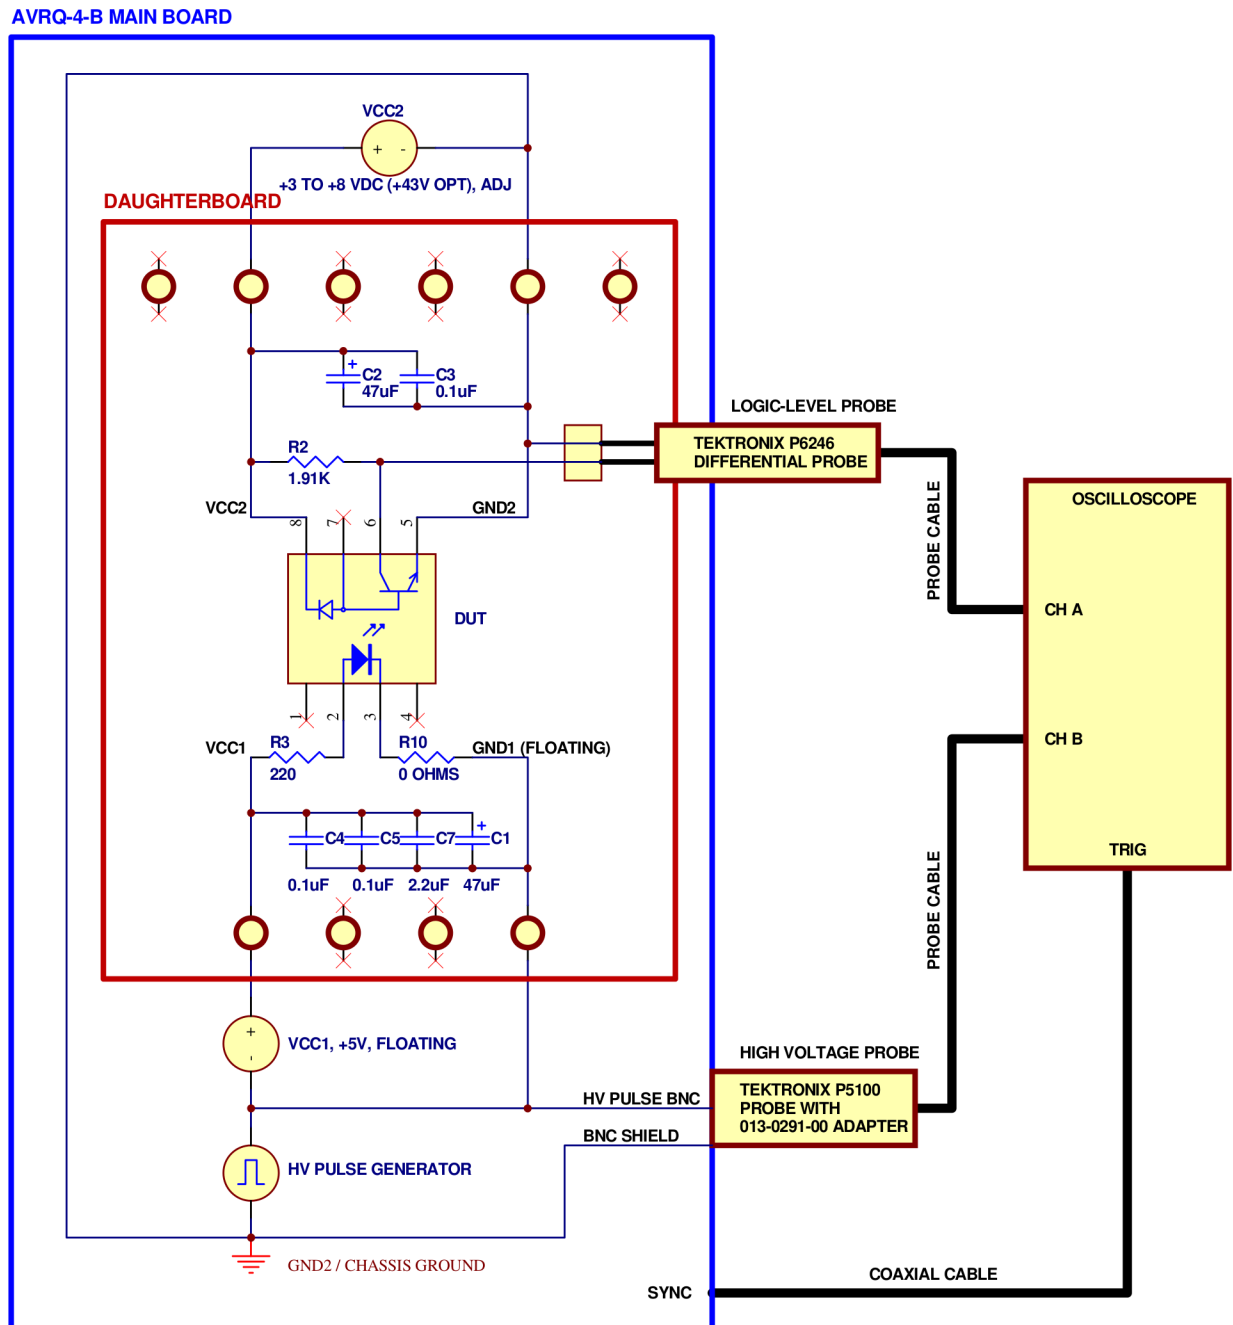 AVRQ-4-B MAIN BOARD
VCC2
+ -
+3 TO +8 VDC (+43V OPT), ADJ
DAUGHTERBOARD
+
C2
47uF
C3
0.1uF
LOGIC-LEVEL PROBE
TEKTRONIX P6246
DIFFERENTIAL PROBE
R2
1.91K
VCC2
GND2
8 7 6 5
PROBE CABLE
OSCILLOSCOPE
CH A
DUT
1 2 3 4
VCC1
R3
220
R10
0 OHMS
GND1 (FLOATING)
CH B
+
C4 C5 C7 C1
0.1uF 0.1uF 2.2uF 47uF
TRIG
PROBE CABLE
+
-
VCC1, +5V, FLOATING
HIGH VOLTAGE PROBE
TEKTRONIX P5100
PROBE WITH
013-0291-00 ADAPTER
HV PULSE BNC
BNC SHIELD
HV PULSE GENERATOR
GND2 / CHASSIS GROUND
COAXIAL CABLE
SYNC